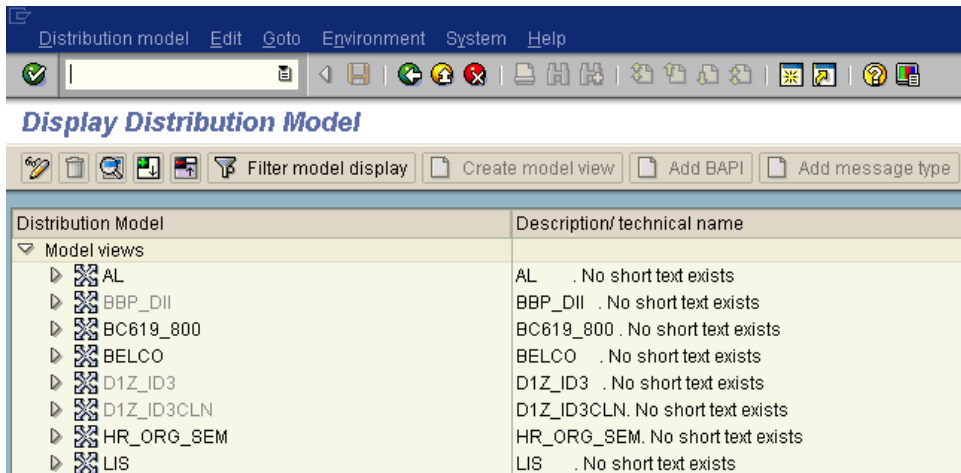 Distribution model Edit Goto Environment System Help
Display Distribution Model
Filter model display Create model view Add BAPI Add message type
Distribution Model Description/ technical name
Model views
AL AL . No short text exists
BBP_DII BBP_DII . No short text exists
BC619_800 BC619_800 . No short text exists
BELCO BELCO . No short text exists
D1Z_ID3 D1Z_ID3 . No short text exists
D1Z_ID3CLN D1Z_ID3CLN. No short text exists
HR_ORG_SEM HR_ORG_SEM. No short text exists
LIS LIS . No short text exists